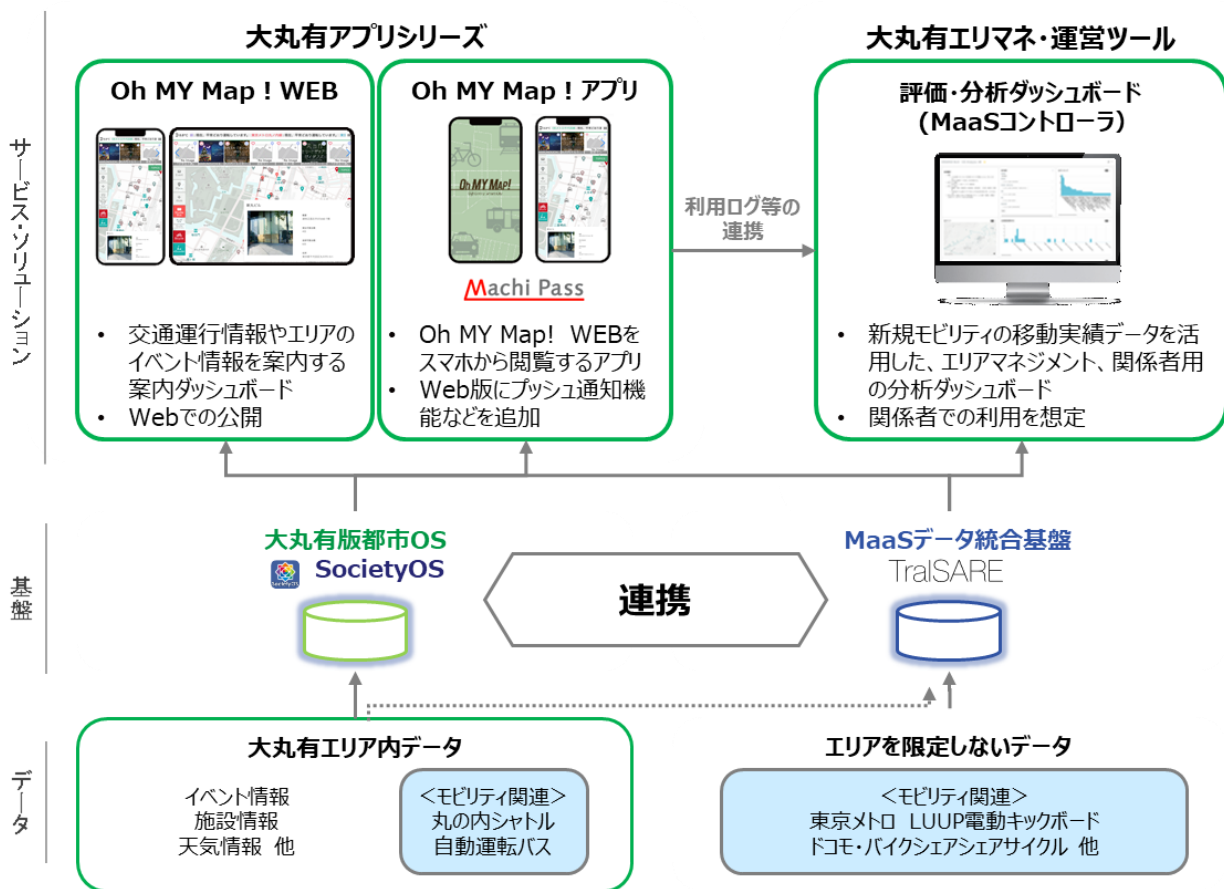 大丸有アプリシリーズ
大丸有エリマネ・運営ツール
サービス・ソリューション
Oh MY Map！WEB
Oh MY Map！アプリ
評価・分析ダッシュボード
(MaaSコントローラ)
Oh MY MAP!
Machi Pass
利用ログ等の
連携
• 交通運行情報やエリアの
イベント情報を案内する
案内ダッシュボード
• Webでの公開
• Oh MY Map! WEBを
スマホから閲覧するアプリ
• Web版にプッシュ通知機
能などを追加
• 新規モビリティの移動実績データを活
用した、エリアマネジメント、関係者用
の分析ダッシュボード
• 関係者での利用を想定
基盤
大丸有版都市OS
SocietyOS
連携
MaaSデータ統合基盤
TraISARE
データ
大丸有エリア内データ
イベント情報
施設情報
天気情報 他
＜モビリティ関連＞
丸の内シャトル
自動運転バス
エリアを限定しないデータ
＜モビリティ関連＞
東京メトロ LUUP電動キックボード
ドコモ・バイクシェアシェアサイクル 他